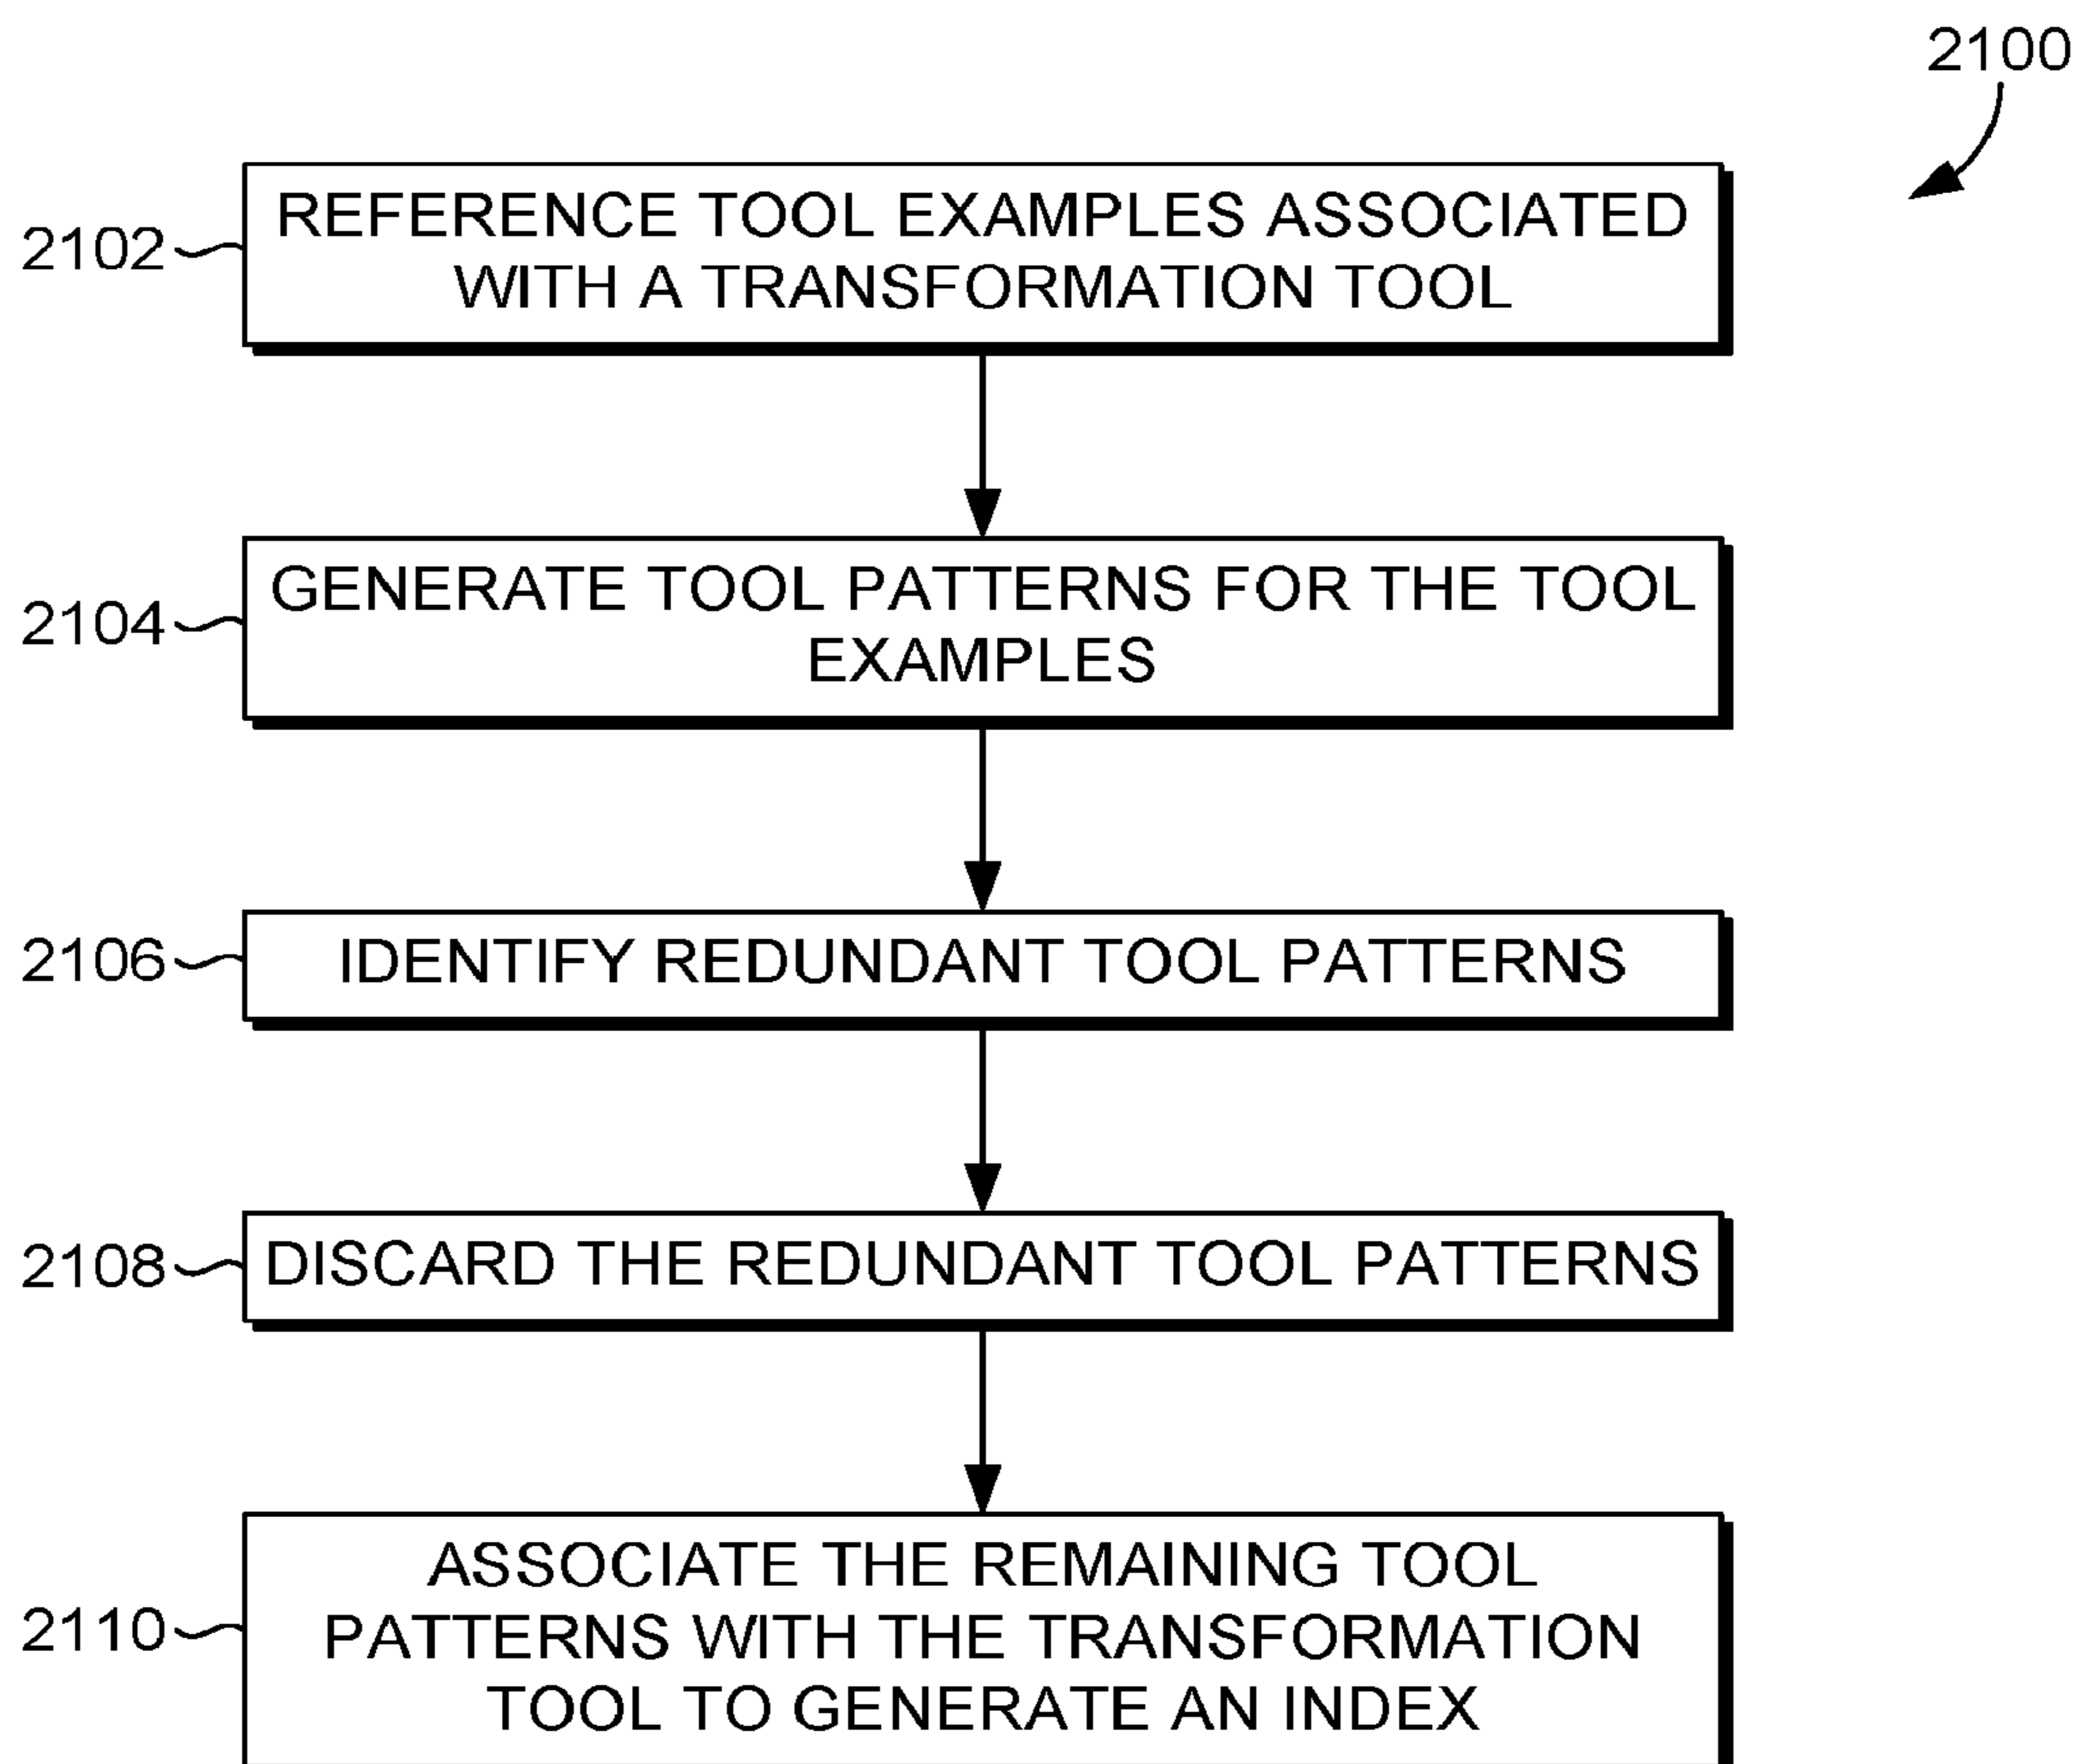 2100
2102
REFERENCE TOOL EXAMPLES ASSOCIATED
WITH A TRANSFORMATION TOOL
2104
GENERATE TOOL PATTERNS FOR THE TOOL
EXAMPLES
2106
IDENTIFY REDUNDANT TOOL PATTERNS
2108
DISCARD THE REDUNDANT TOOL PATTERNS
2110
ASSOCIATE THE REMAINING TOOL
PATTERNS WITH THE TRANSFORMATION
TOOL TO GENERATE AN INDEX